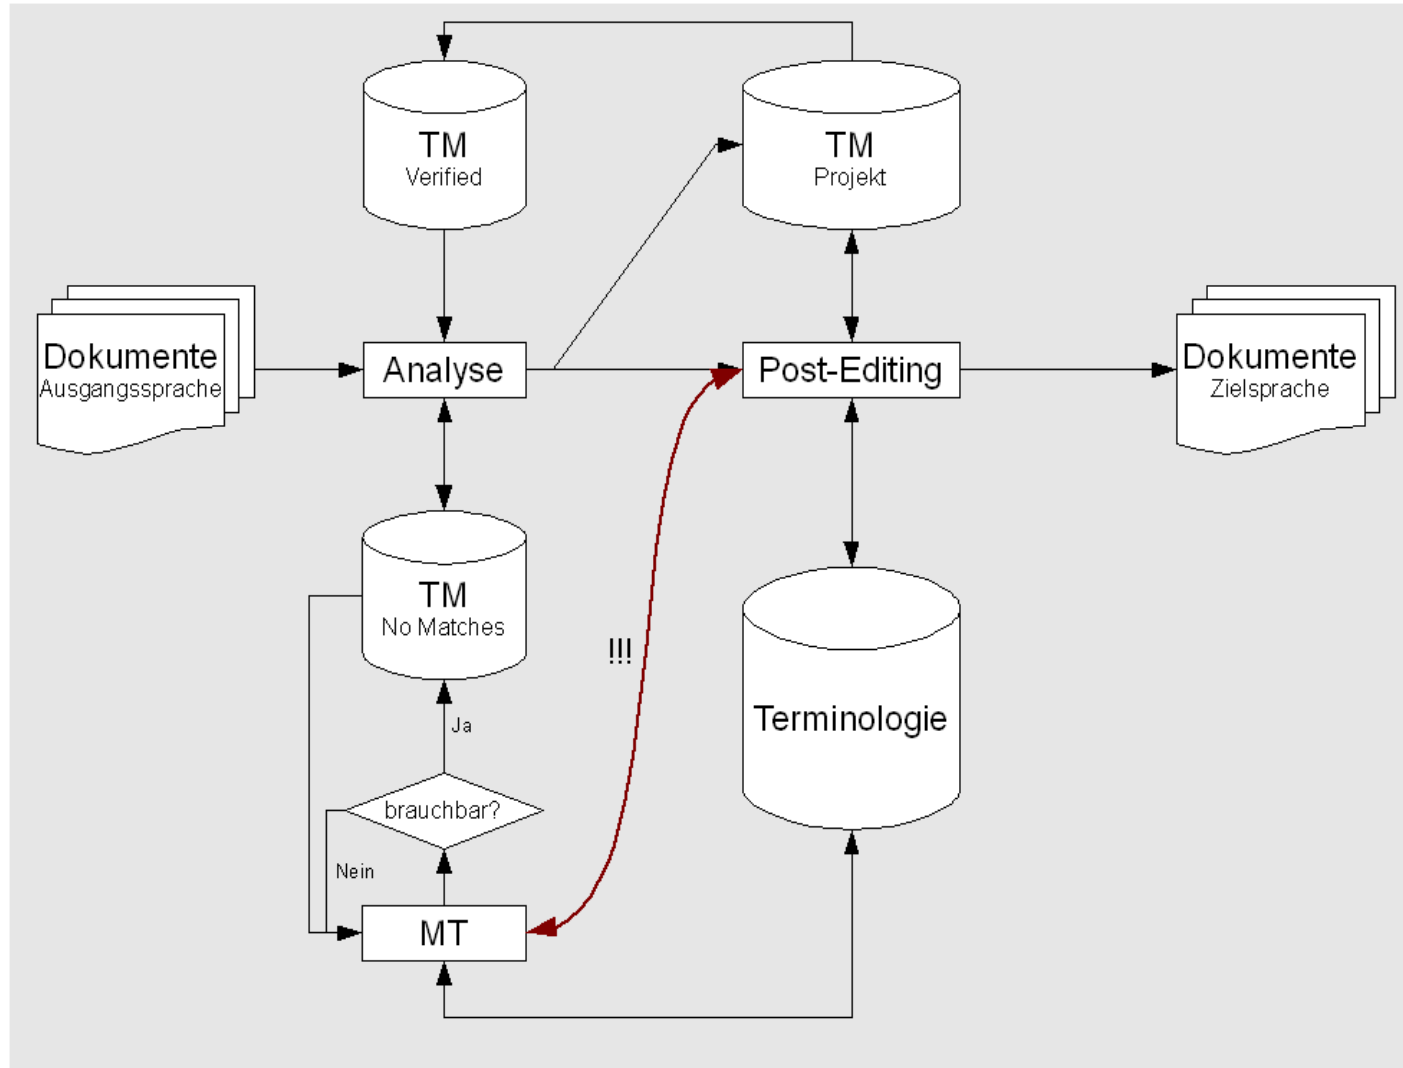 TM
Verified
TM
Projekt
Dokumente
Ausgangssprache
Analyse
Post-Editing
Dokumente
Zielsprache
TM
No Matches
!!!
Ja
Terminologie
brauchbar?
Nein
MT